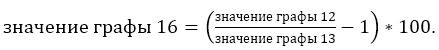 значение графы 16 = (значение графы 12 / значение графы 13 − 1) ∗ 100.